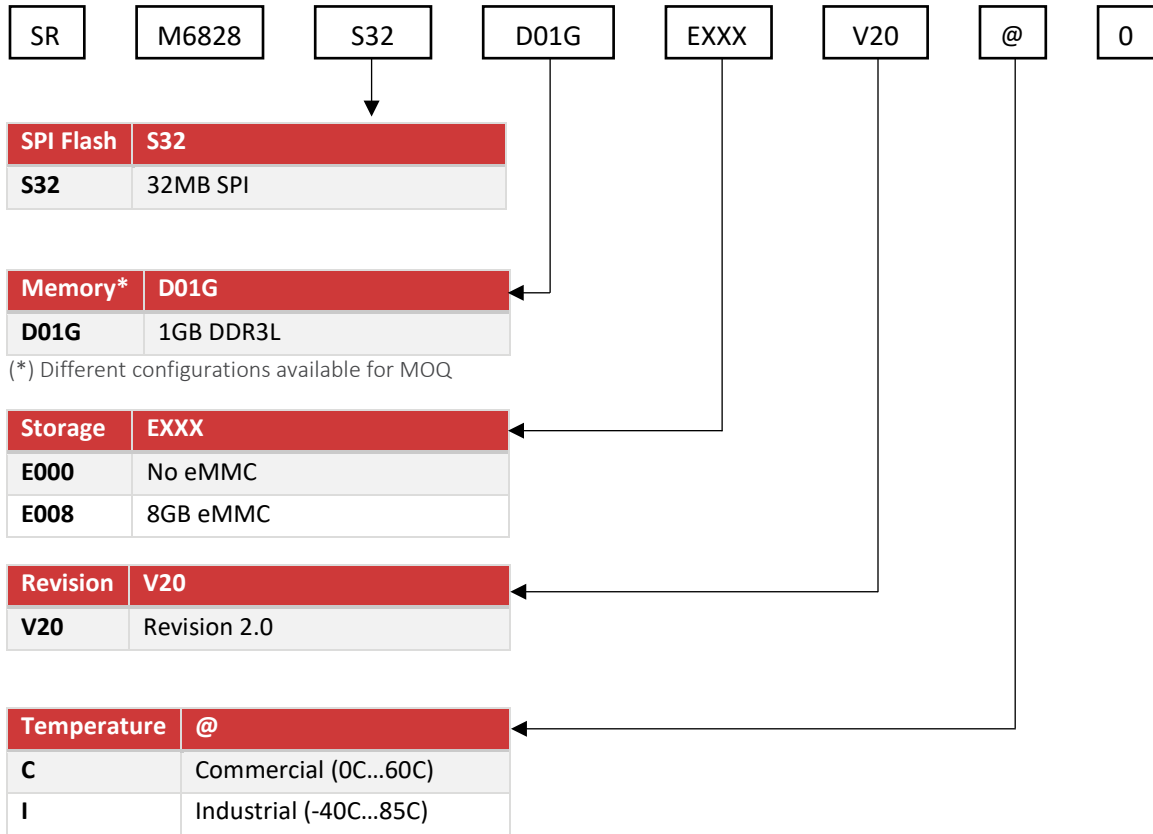 SR M6828 S32 D01G EXXX V20 @ 0
SPI Flash S32
S32 32MB SPI
Memory* D01G
D01G 1GB DDR3L
(*) Different configurations available for MOQ
Storage EXXX
E000 No eMMC
E008 8GB eMMC
Revision V20
V20 Revision 2.0
Temperature @
C Commercial (0C…60C)
I Industrial (-40C…85C)